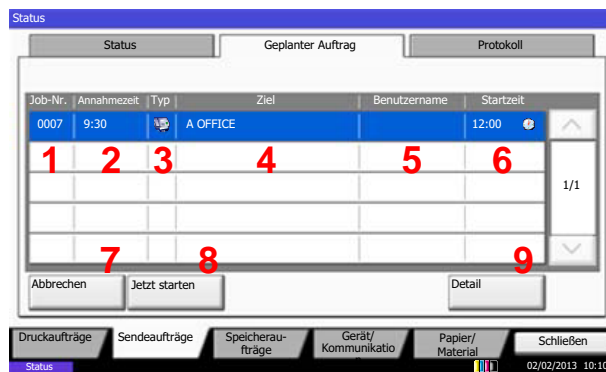 Status
Status Geplanter Auftrag Protokoll
Job-Nr. Annahmezeit Typ Ziel Benutzername Startzeit
0007 9:30 A OFFICE 12:00
1 2 3 4 5 6
1/1
7 8 9
Abbrechen Jetzt starten Detail
Druckaufträge Sendeaufträge Speicherau-
fträge Gerät/
Kommunikatio Papier/
Material Schließen
Status 02/02/2013 10:10